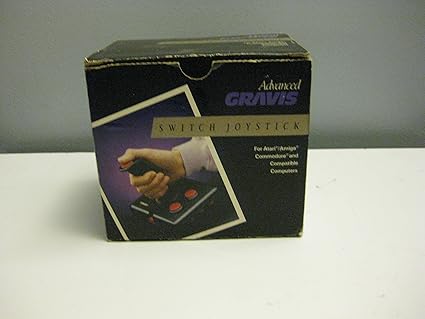 Advanced
GRAVIS
SWITCH JOYSTICK
For Atari®/Amiga®
Commodore® and
Compatible
Computers